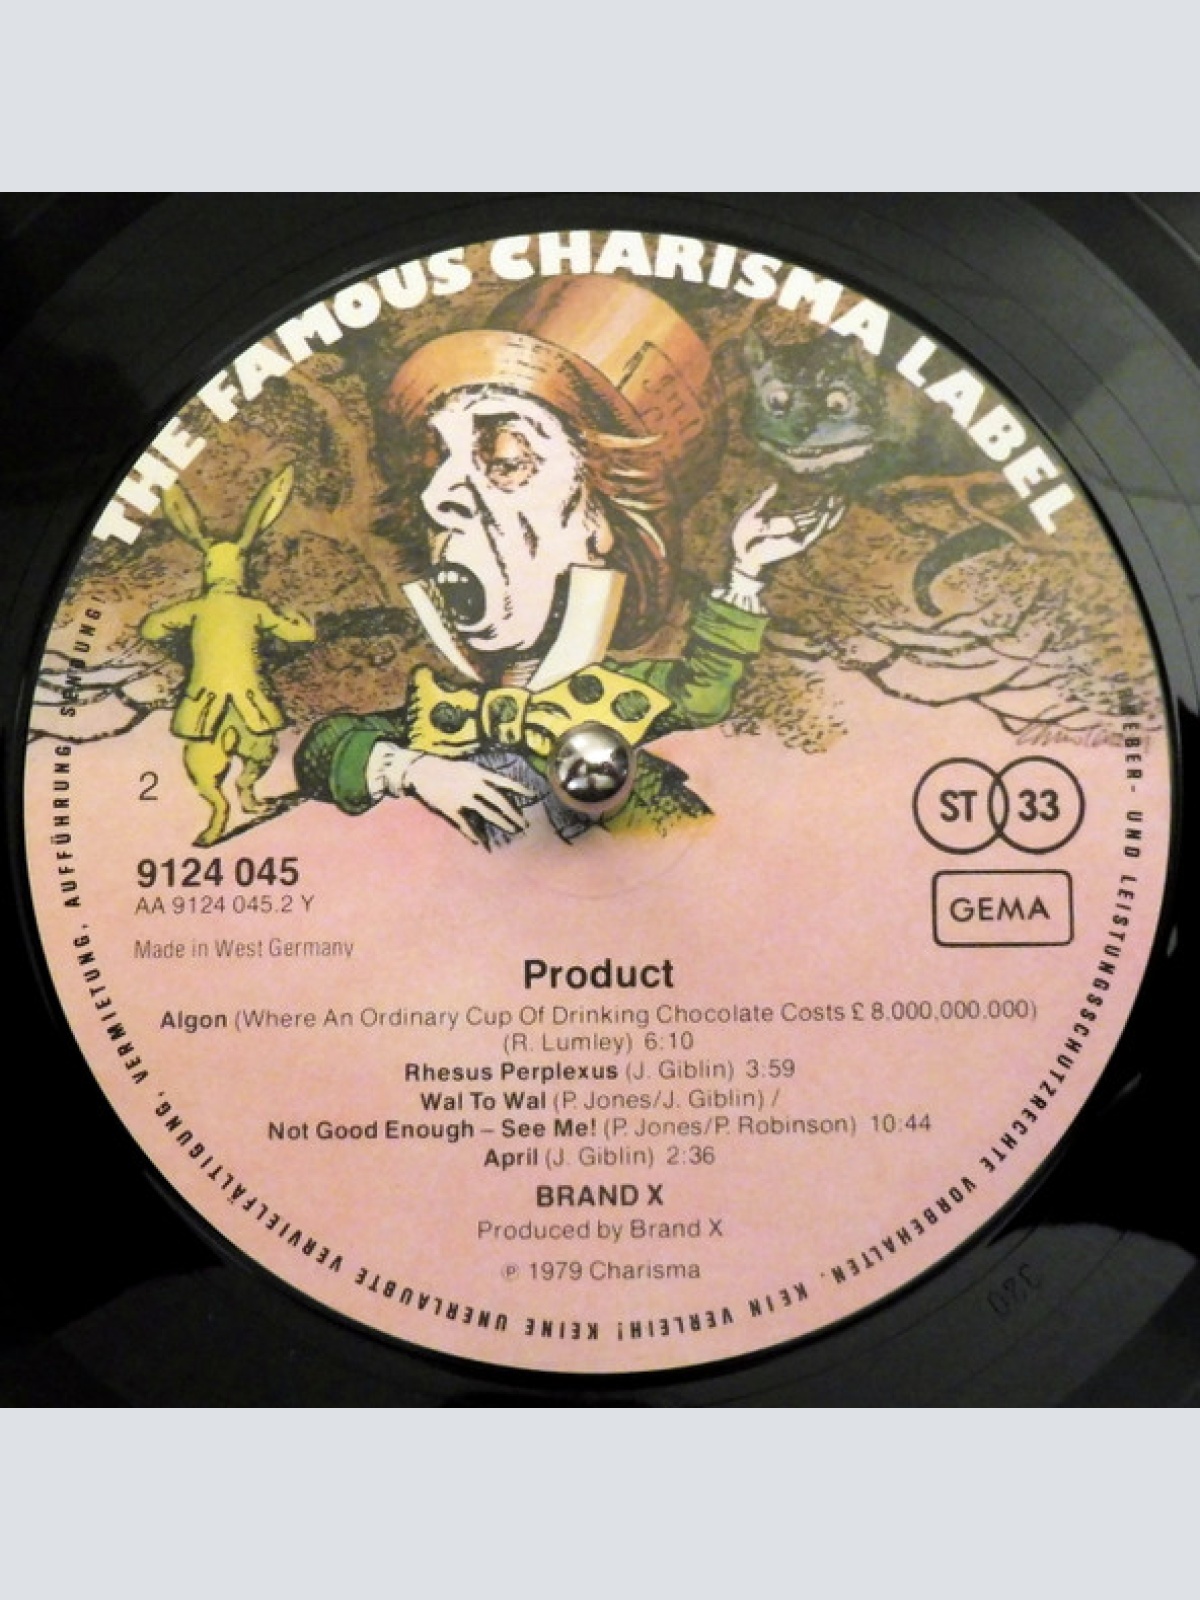 THE FAMOUS CHARISMA LABEL
2
ST 33
9124 045
AA 9124 045.2 Y
GEMA
Made in West Germany
Product
Algon (Where An Ordinary Cup Of Drinking Chocolate Costs £ 8.000.000.000)
(R. Lumley) 6:10
Rhesus Perplexus (J. Giblin) 3:59
Wal To Wal (P. Jones/J. Giblin) /
Not Good Enough – See Me! (P. Jones/P. Robinson) 10:44
April (J. Giblin) 2:36
BRAND X
Produced by Brand X
℗ 1979 Charisma
URHEBER- UND LEISTUNGSSCHUTZRECHTE VORBEHALTEN. KEIN VERLEIH! KEINE UNERLAUBTE VERVIELFÄLTIGUNG, VERMIETUNG, AUFFÜHRUNG, SENDUNG!
320